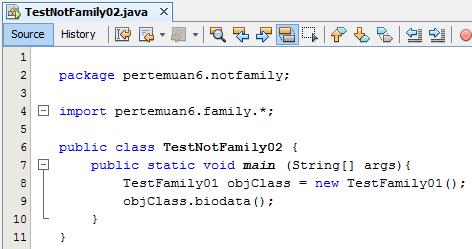 TestNotFamily02.java
Source History
1
2 package pertemuan6.notfamily;
3
4 import pertemuan6.family.*;
5
6 public class TestNotFamily02 {
7 public static void main (String[] args){
8 TestFamily01 objClass = new TestFamily01();
9 objClass.biodata();
10 }
11 }